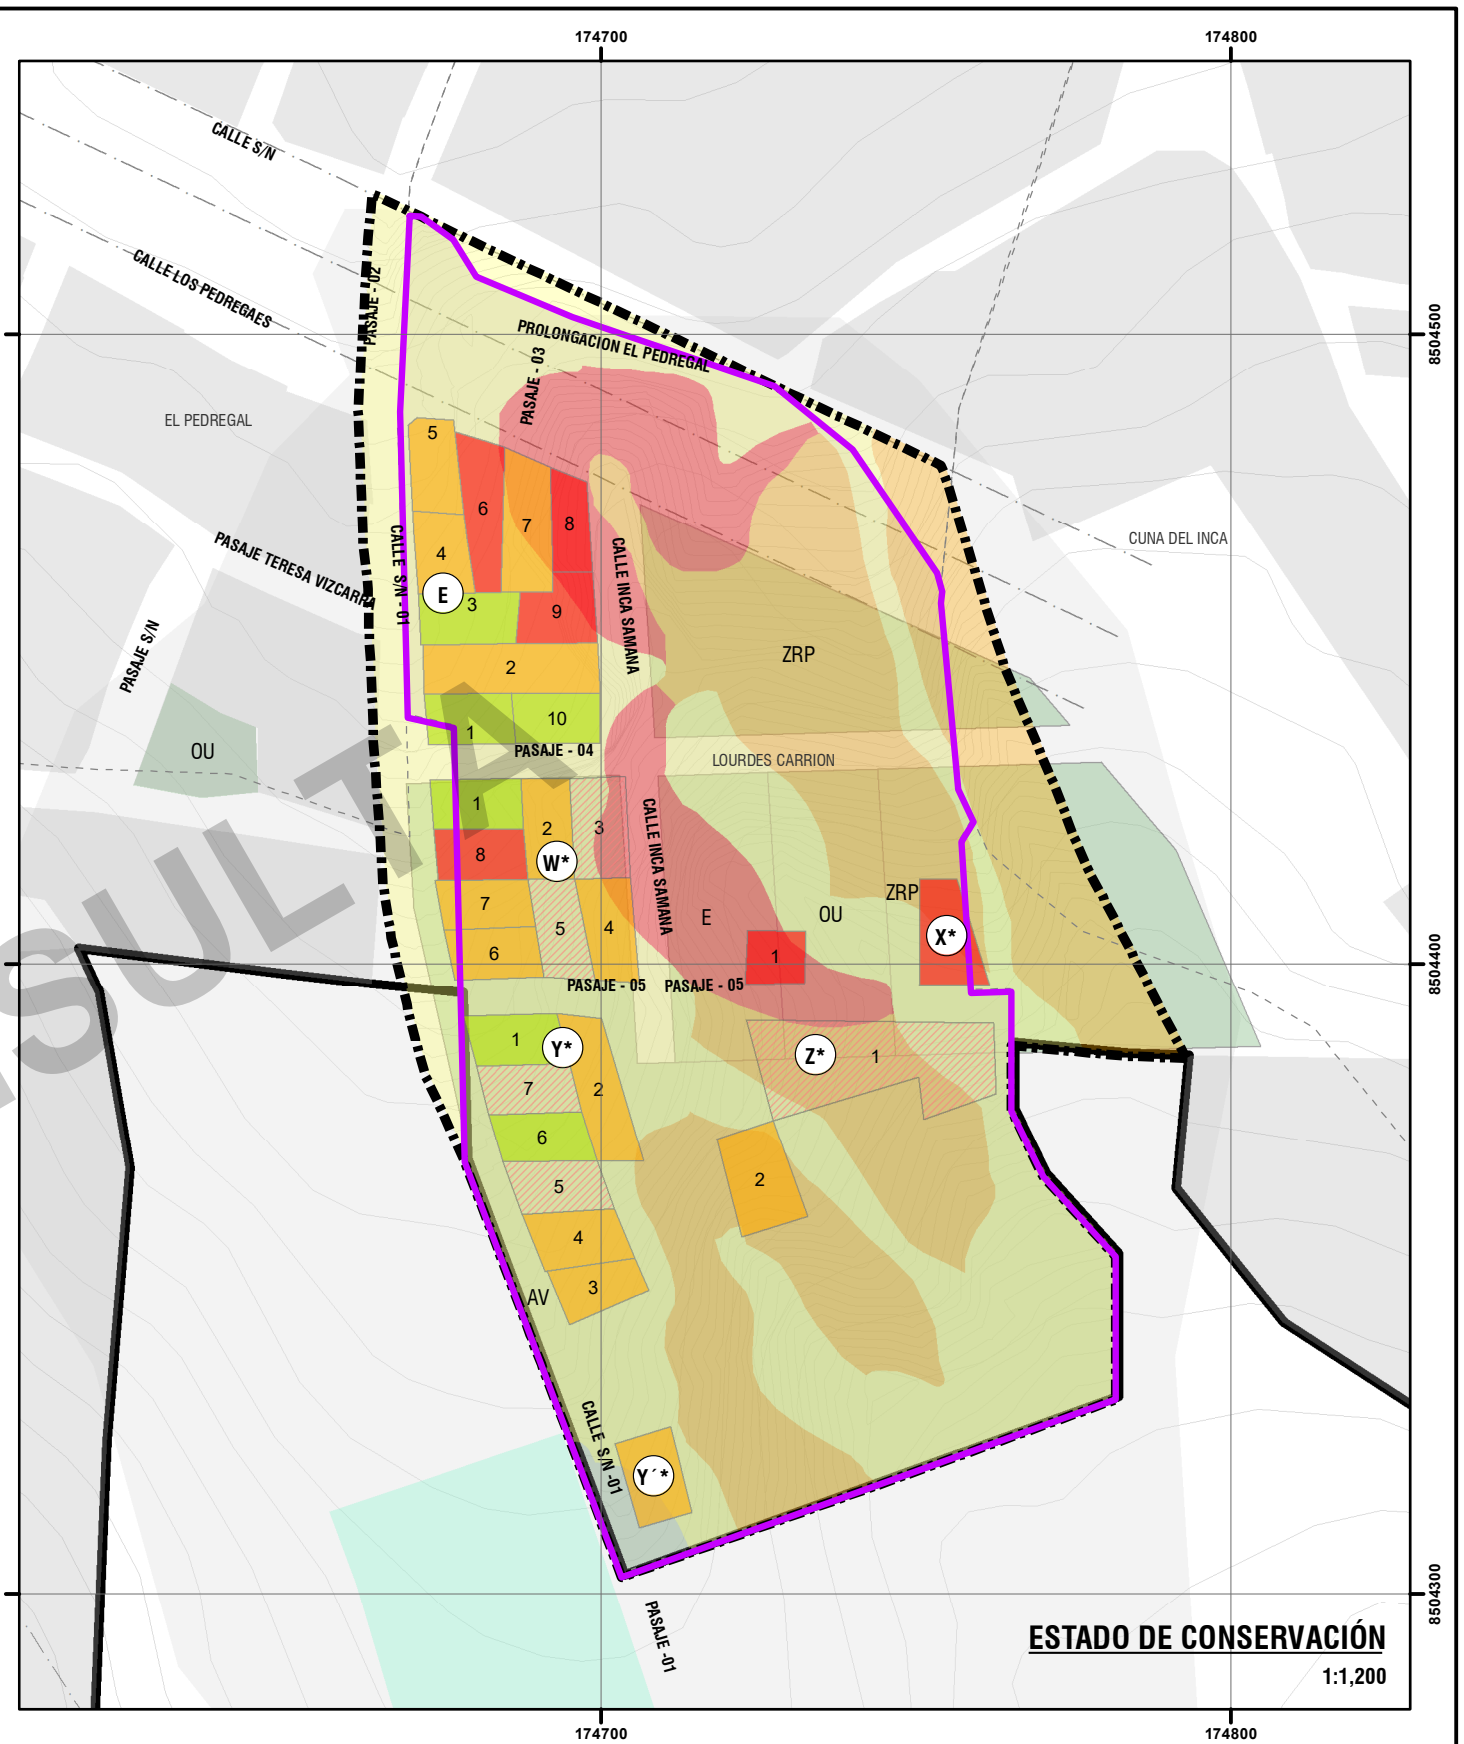 174700
174800
CALLE S/N
CALLE LOS PEDREGAES
PASAJE - 02
8504500
PROLONGACION EL PEDREGAL
PASAJE - 03
EL PEDREGAL
5
6
7
8
4
CUNA DEL INCA
PASAJE TERESA VIZCARRA
CALLE S/N - 01
E
3
9
CALLE INCA SAMANA
PASAJE S/N
ZRP
2
10
1
PASAJE - 04
OU
LOURDES CARRION
1
2
3
CALLE INCA SAMANA
8
W*
7
5
4
6
E
OU
ZRP
X*
1
8504400
PASAJE - 05
PASAJE - 05
1
Y*
Z*
1
7
2
6
2
5
4
3
AV
CALLE S/N -01
Y´*
8504300
PASAJE -01
ESTADO DE CONSERVACIÓN
1:1,200
174700
174800
SULTA